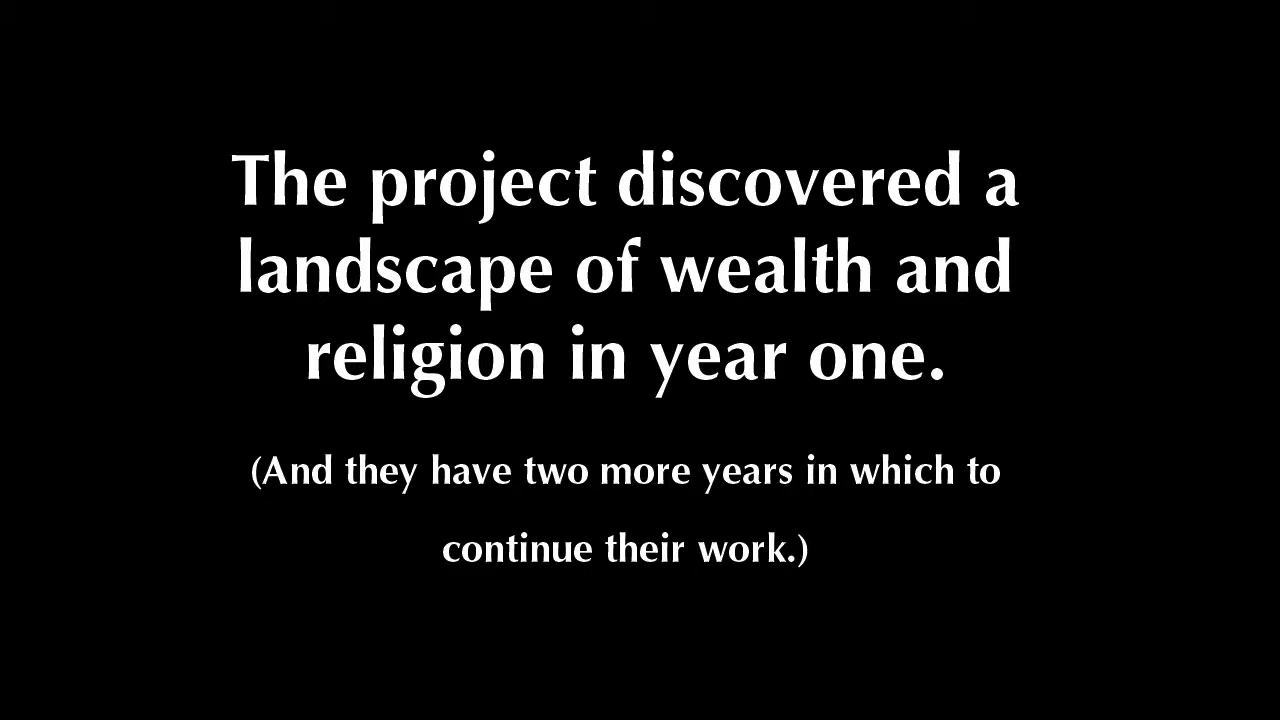 The project discovered a
landscape of wealth and
religion in year one.
(And they have two more years in which to
continue their work.)